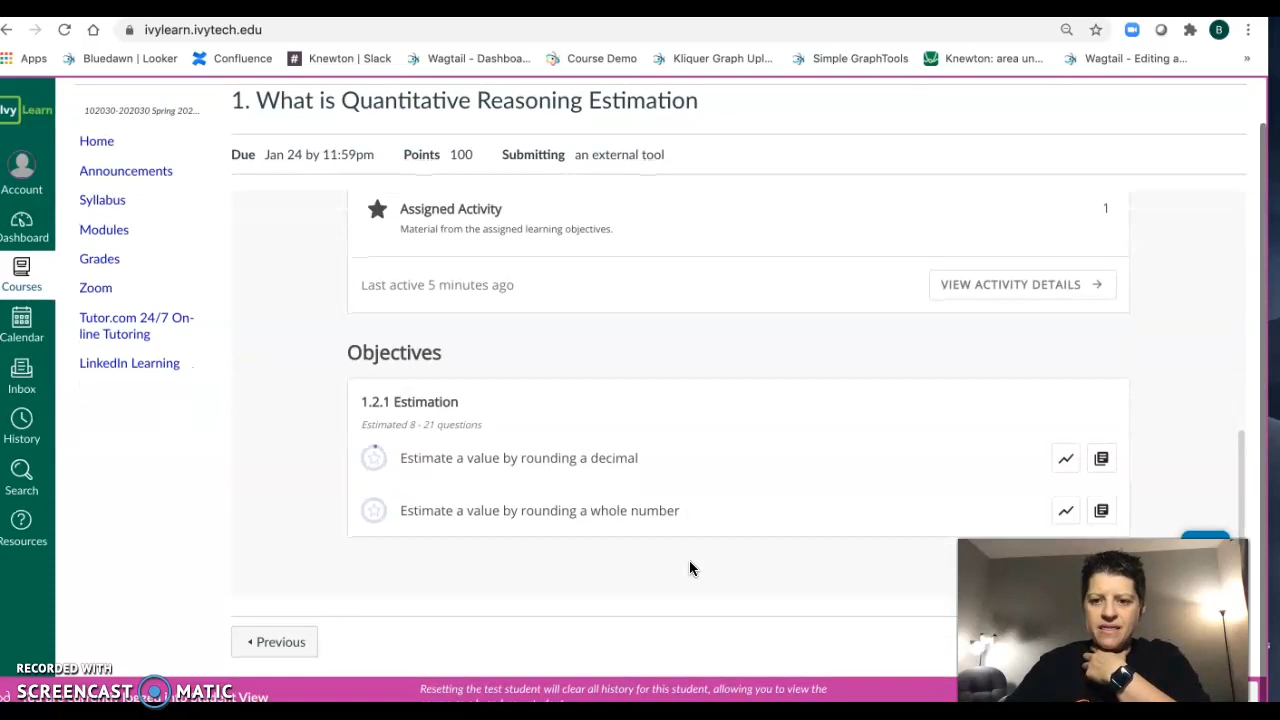 ivylearn.ivytech.edu
B
Apps Bluedawn | Looker Confluence # Knewton | Slack Wagtail - Dashboa... Course Demo Kliquer Graph Upl... Simple GraphTools Knewton: area un... Wagtail - Editing a... »
Ivy Learn
102030-202030 Spring 202...
1. What is Quantitative Reasoning Estimation
Home
Due Jan 24 by 11:59pm Points 100 Submitting an external tool
Announcements
Account
Syllabus
Assigned Activity 1
Material from the assigned learning objectives.
Modules
Dashboard
Grades
Courses
Zoom
Last active 5 minutes ago VIEW ACTIVITY DETAILS →
Tutor.com 24/7 On-
line Tutoring
Calendar
Objectives
LinkedIn Learning
Inbox
1.2.1 Estimation
Estimated 8 - 21 questions
History
Estimate a value by rounding a decimal
Search
Estimate a value by rounding a whole number
Resources
Previous
RECORDED WITH
SCREENCAST MATIC
View
Resetting the test student will clear all history for this student, allowing you to view the